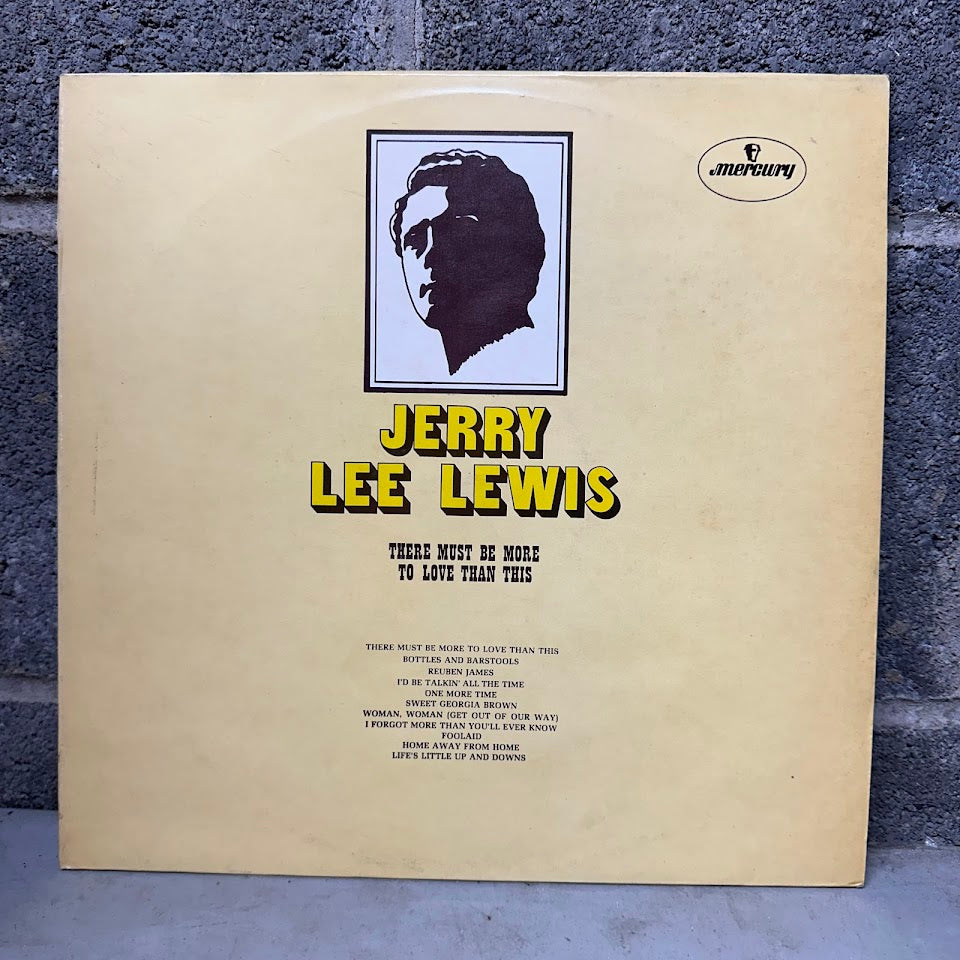 mercury
JERRY
LEE LEWIS
THERE MUST BE MORE
TO LOVE THAN THIS
THERE MUST BE MORE TO LOVE THAN THIS
BOTTLES AND BARSTOOLS
REUBEN JAMES
I'D BE TALKIN' ALL THE TIME
ONE MORE TIME
SWEET GEORGIA BROWN
WOMAN, WOMAN (GET OUT OF OUR WAY)
I FORGOT MORE THAN YOU'LL EVER KNOW
FOOLAID
HOME AWAY FROM HOME
LIFE'S LITTLE UP AND DOWNS